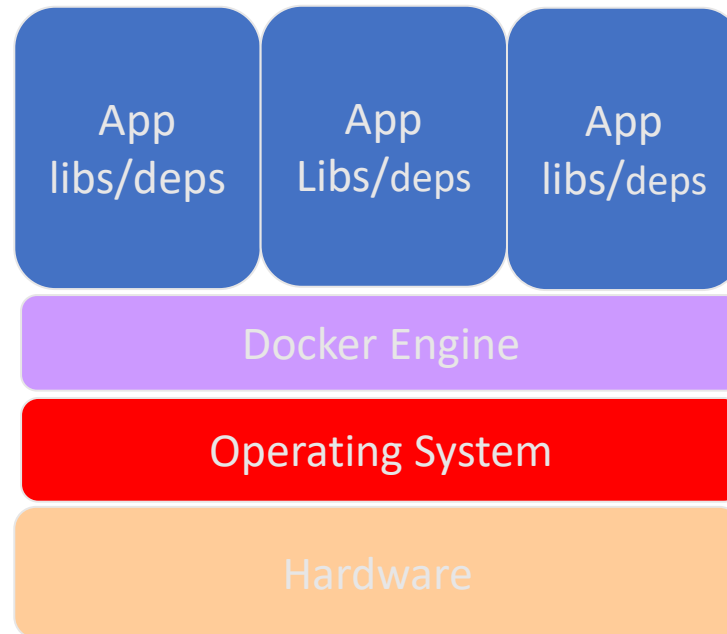 App
libs/deps
App
Libs/deps
App
libs/deps
Docker Engine
Operating System
Hardware